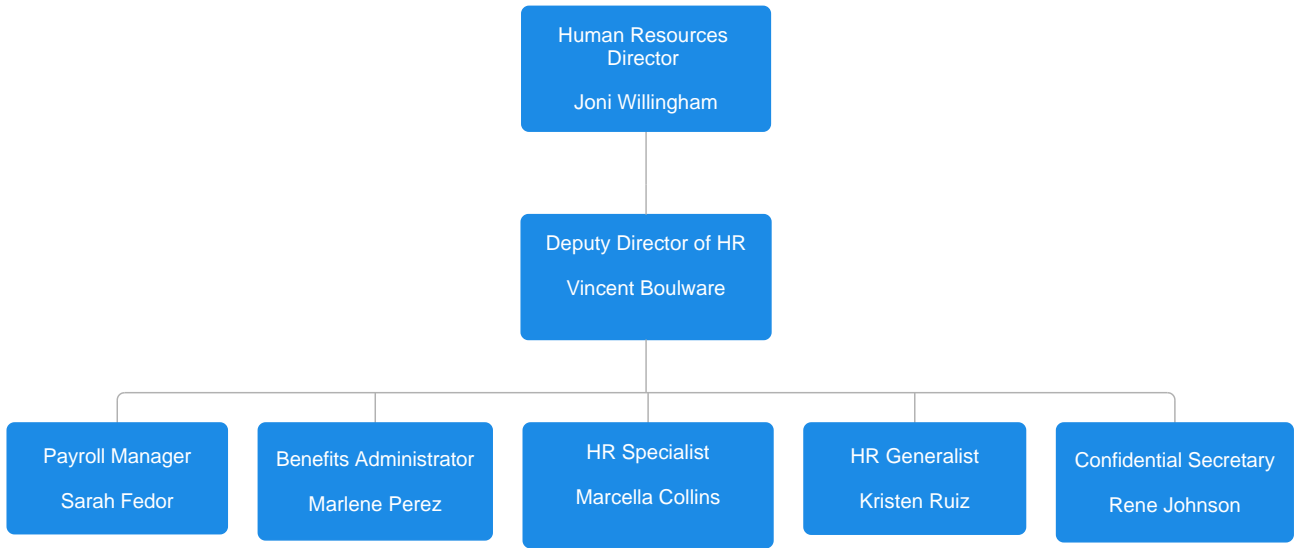 Human Resources
Director
Joni Willingham
Deputy Director of HR
Vincent Boulware
Payroll Manager
Sarah Fedor
Benefits Administrator
Marlene Perez
HR Specialist
Marcella Collins
HR Generalist
Kristen Ruiz
Confidential Secretary
Rene Johnson